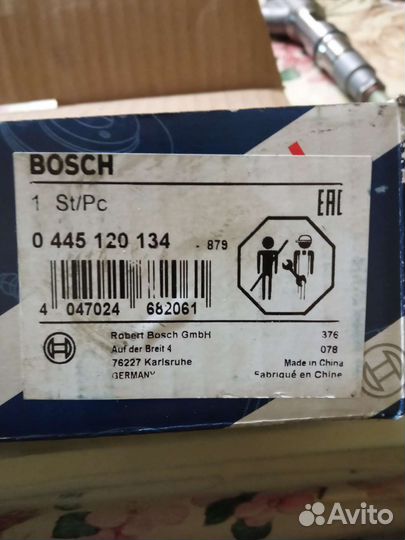 BOSCH
1 St/Pc
EAC
0 445 120 134 - 879
4 047024 682061
Robert Bosch GmbH 376
Auf der Breit 4 078
76227 Karlsruhe Made in China
GERMANY Fabriqué en Chine
Avito